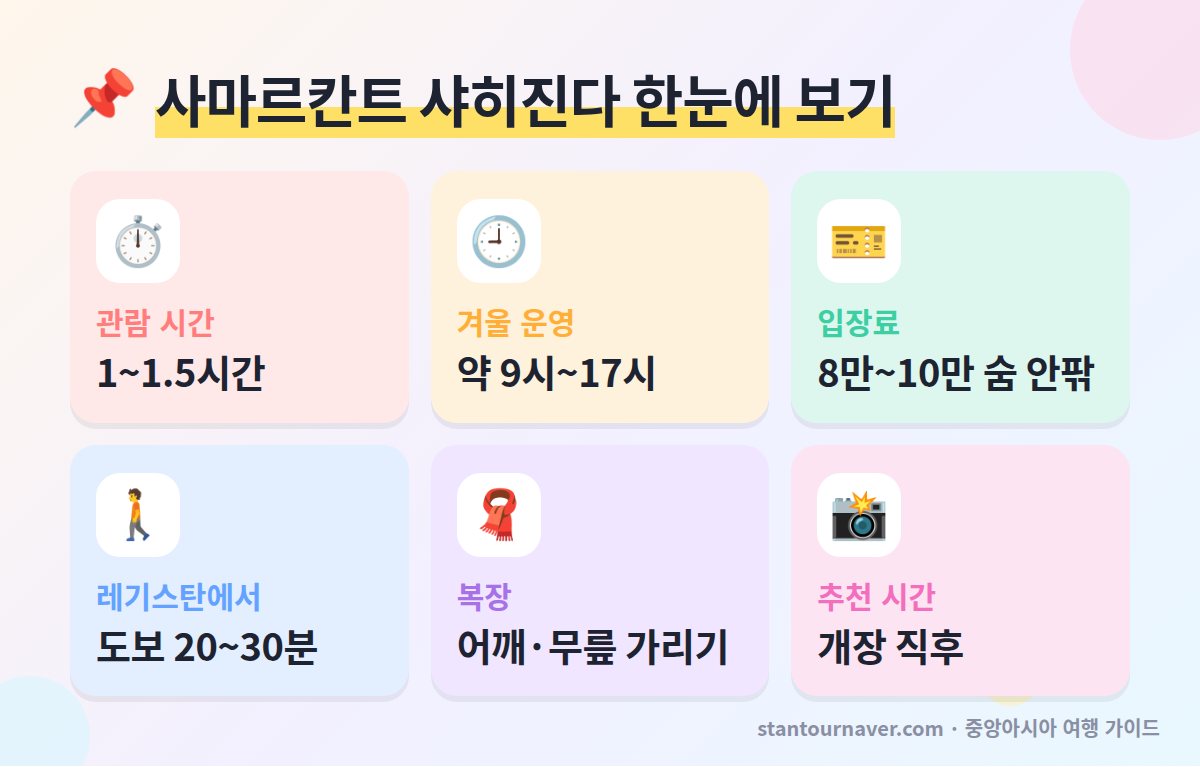 사마르칸트 샤히진다 한눈에 보기
관람 시간
1~1.5시간
겨울 운영
약 9시~17시
입장료
8만~10만 숨 안팎
레기스탄에서
도보 20~30분
복장
어깨·무릎 가리기
추천 시간
개장 직후
stantournaver.com · 중앙아시아 여행 가이드